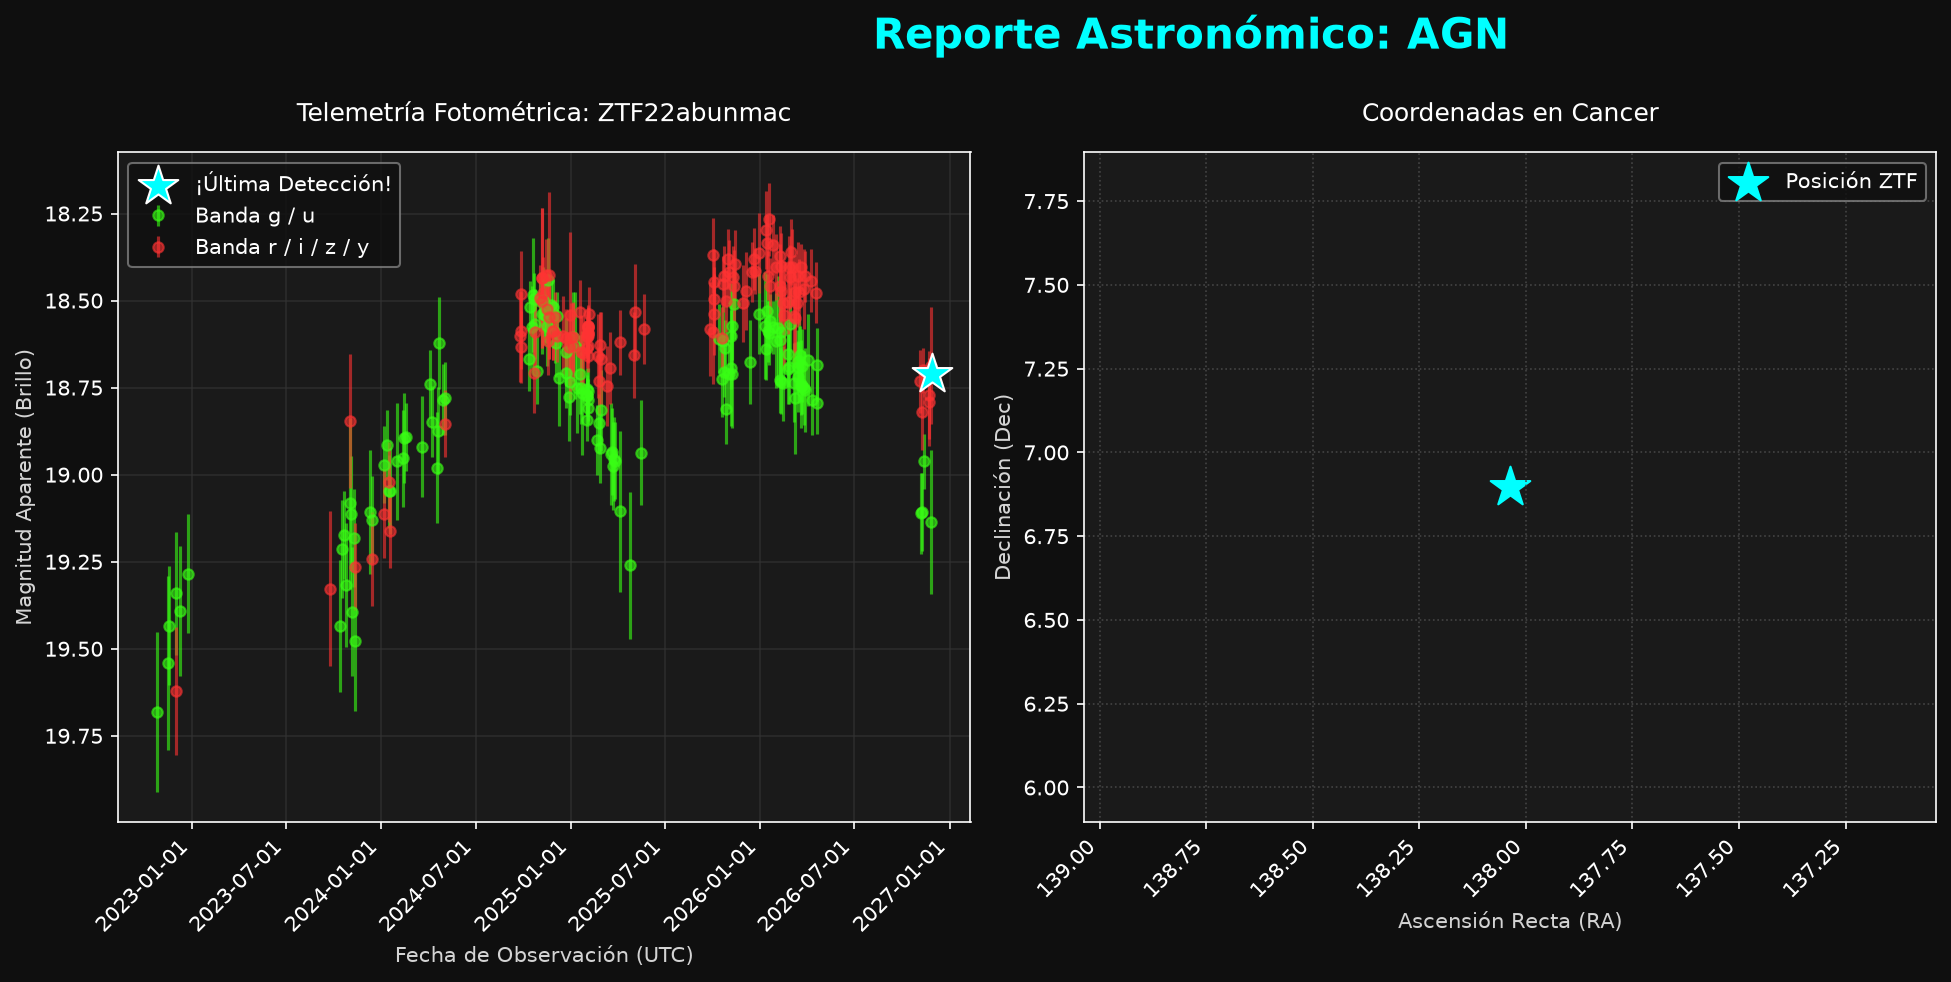 Reporte Astronómico: AGN
Telemetría Fotométrica: ZTF22abunmac
¡Última Detección!
Banda g / u
Banda r / i / z / y
Magnitud Aparente (Brillo)
18.25
18.50
18.75
19.00
19.25
19.50
19.75
2023-01-01
2023-07-01
2024-01-01
2024-07-01
2025-01-01
2025-07-01
2026-01-01
2026-07-01
2027-01-01
Fecha de Observación (UTC)
Coordenadas en Cancer
Posición ZTF
Declinación (Dec)
7.75
7.50
7.25
7.00
6.75
6.50
6.25
6.00
139.00
138.75
138.50
138.25
138.00
137.75
137.50
137.25
Ascensión Recta (RA)